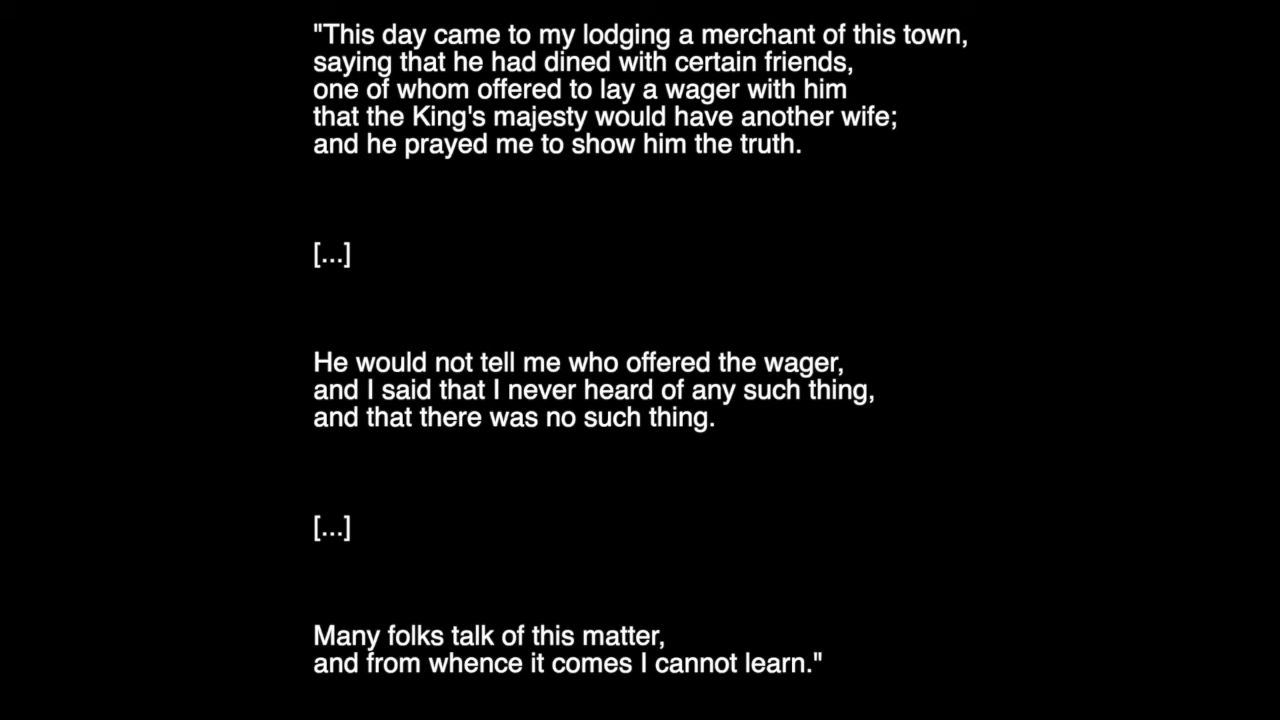 "This day came to my lodging a merchant of this town,
saying that he had dined with certain friends,
one of whom offered to lay a wager with him
that the King's majesty would have another wife;
and he prayed me to show him the truth.
[...]
He would not tell me who offered the wager,
and I said that I never heard of any such thing,
and that there was no such thing.
[...]
Many folks talk of this matter,
and from whence it comes I cannot learn."